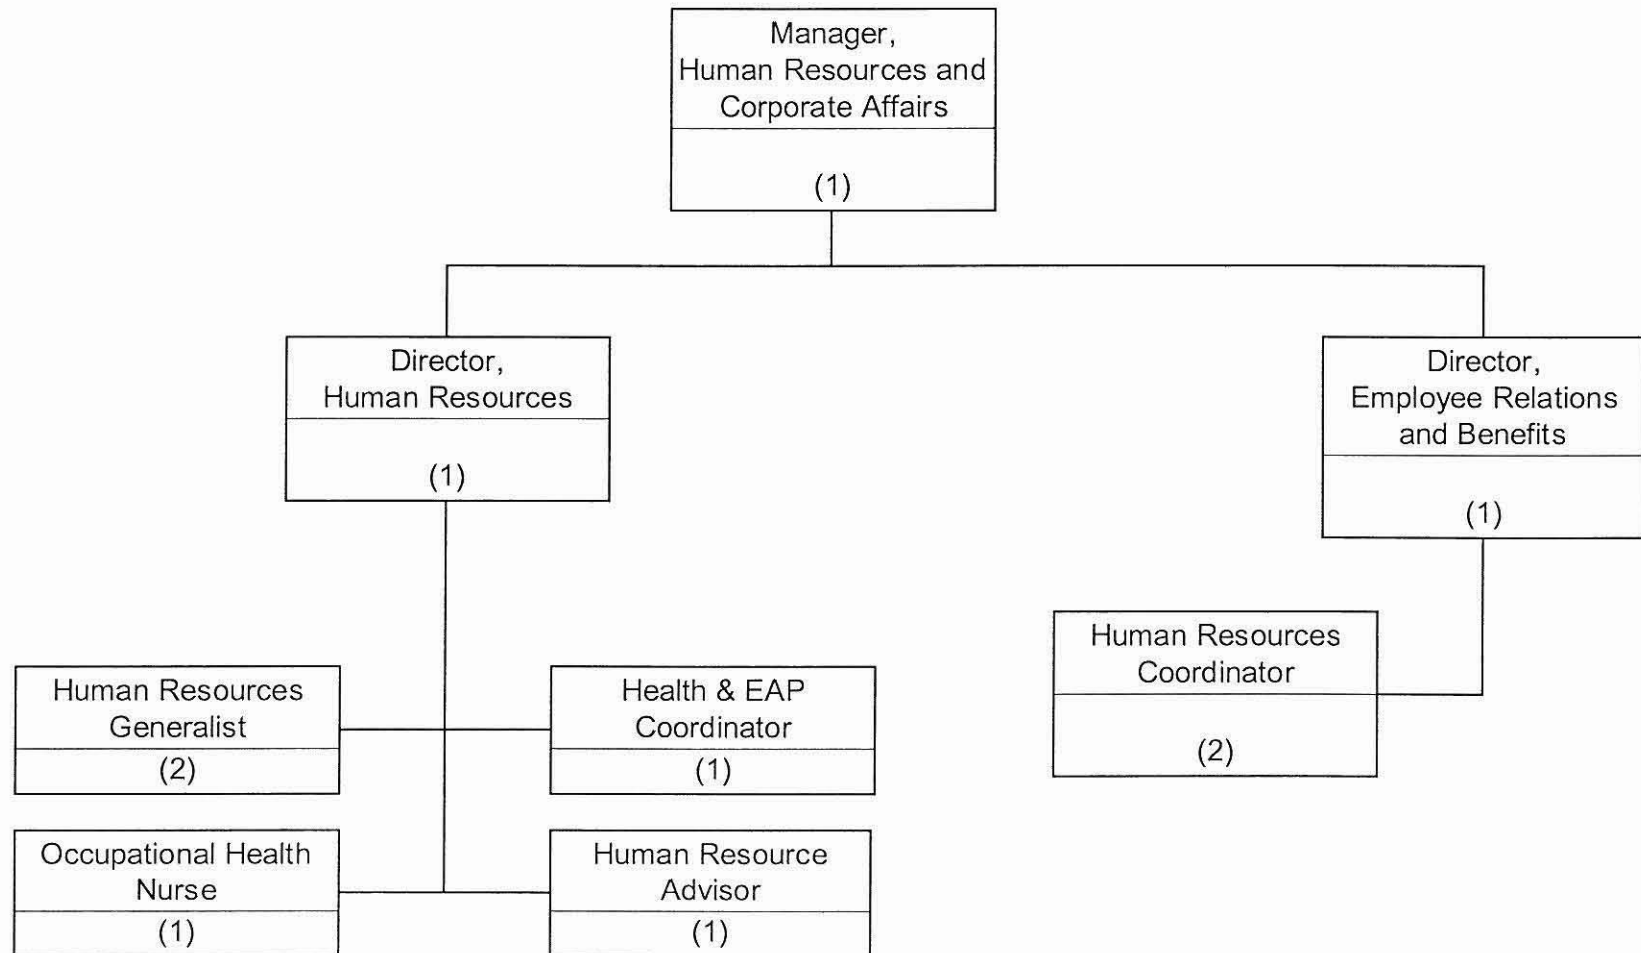 Manager,
Human Resources and
Corporate Affairs
(1)
Director,
Human Resources
(1)
Director,
Employee Relations
and Benefits
(1)
Human Resources
Coordinator
(2)
Human Resources
Generalist
(2)
Health & EAP
Coordinator
(1)
Occupational Health
Nurse
(1)
Human Resource
Advisor
(1)